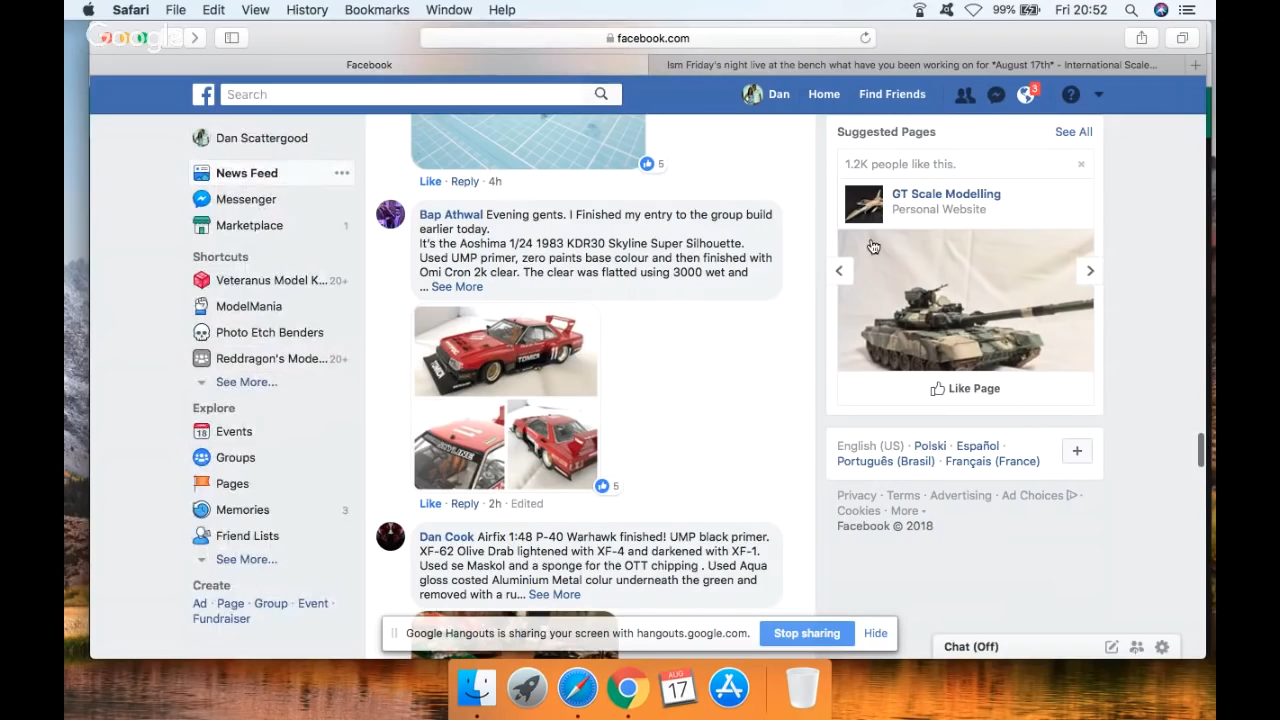 Safari File Edit View History Bookmarks Window Help 99% Fri 20:52
Google
facebook.com
Facebook
Ism Friday's night live at the bench what have you been working on for *August 17th* - International Scale...
Search
Dan Home Find Friends 3
Dan Scattergood
News Feed
Messenger
Marketplace 1
Shortcuts
Veteranus Model K... 20+
ModelMania
Photo Etch Benders
Reddragon's Mode... 20+
See More...
Explore
18 Events
Groups
Pages
Memories 3
Friend Lists
See More...
Create
Ad · Page · Group · Event ·
Fundraiser
5
Like · Reply · 4h
Bap Athwal Evening gents. I Finished my entry to the group build
earlier today.
It's the Aoshima 1/24 1983 KDR30 Skyline Super Silhouette.
Used UMP primer, zero paints base colour and then finished with
Omi Cron 2k clear. The clear was flatted using 3000 wet and
... See More
TOMICA
SKYLINE
5
Like · Reply · 2h · Edited
Dan Cook Airfix 1:48 P-40 Warhawk finished! UMP black primer.
XF-62 Olive Drab lightened with XF-4 and darkened with XF-1.
Used se Maskol and a sponge for the OTT chipping . Used Aqua
gloss costed Aluminium Metal colur underneath the green and
removed with a ru... See More
Suggested Pages See All
1.2K people like this.
GT Scale Modelling
Personal Website
Like Page
English (US) · Polski · Español ·
Português (Brasil) · Français (France)
Privacy · Terms · Advertising · Ad Choices ·
Cookies · More
Facebook © 2018
Google Hangouts is sharing your screen with hangouts.google.com. Stop sharing Hide
Chat (Off)
AUG
17